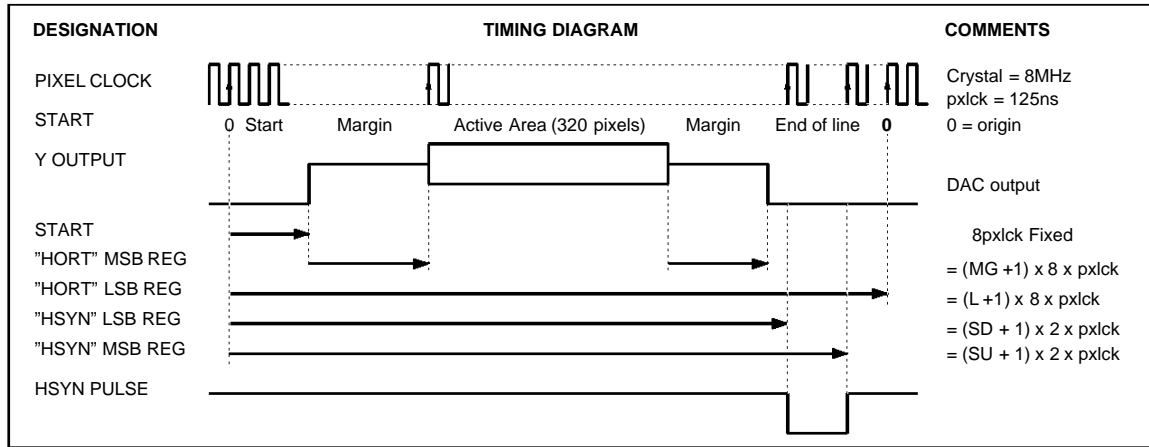 DESIGNATION TIMING DIAGRAM COMMENTS
PIXEL CLOCK
Crystal = 8MHz
pxlck = 125ns
START 0 Start Margin Active Area (320 pixels) Margin End of line 0 0 = origin
Y OUTPUT
DAC output
START 8pxlck Fixed
"HORT" MSB REG = (MG +1) x 8 x pxlck
"HORT" LSB REG = (L +1) x 8 x pxlck
"HSYN" LSB REG = (SD + 1) x 2 x pxlck
"HSYN" MSB REG = (SU + 1) x 2 x pxlck
HSYN PULSE